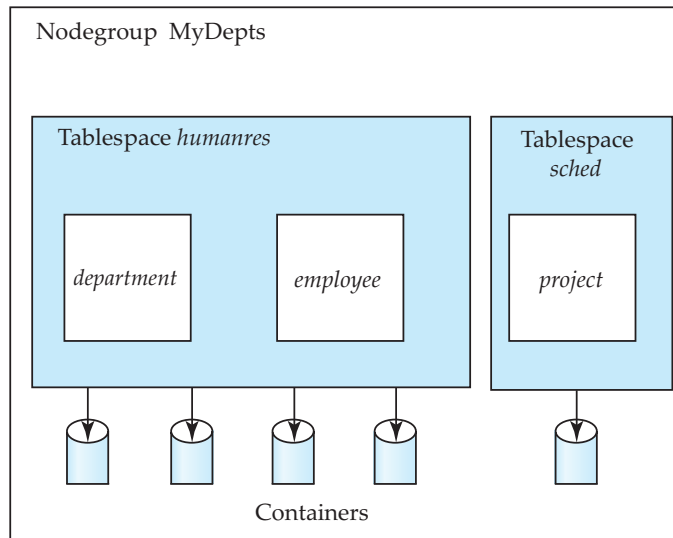 Nodegroup MyDepts
Tablespace humanres
Tablespace
sched
department
employee
project
Containers